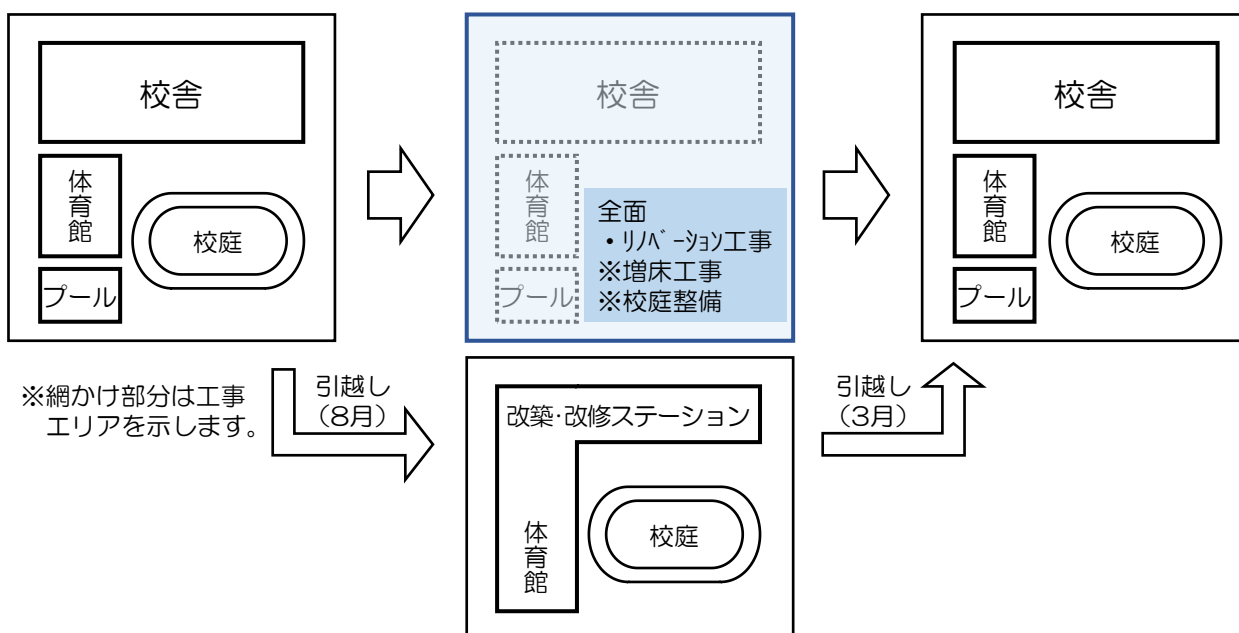 校舎
体育館
校庭
プール
校舎
体育館
プール
全面
・リノベーション工事
※増床工事
※校庭整備
校舎
体育館
校庭
プール
※網かけ部分は工事
エリアを示します。
引越し
（8月）
改築・改修ステーション
体育館
校庭
引越し
（3月）